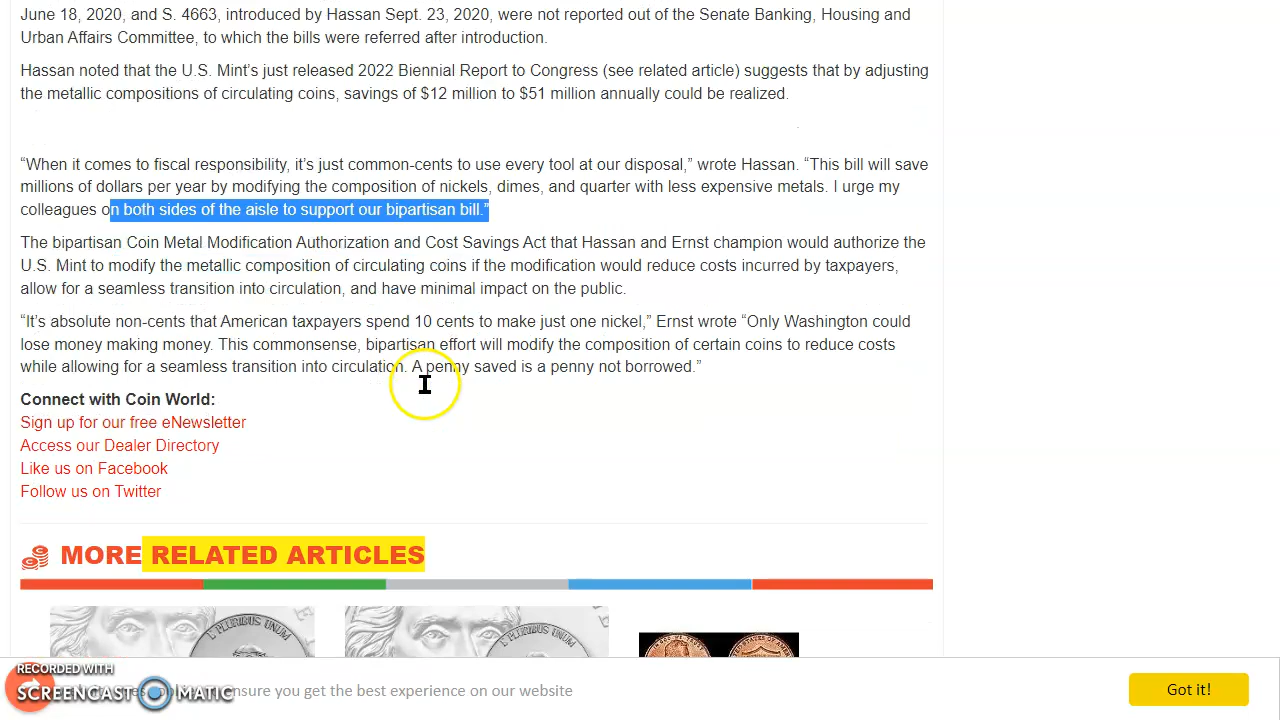 June 18, 2020, and S. 4663, introduced by Hassan Sept. 23, 2020, were not reported out of the Senate Banking, Housing and
Urban Affairs Committee, to which the bills were referred after introduction.
Hassan noted that the U.S. Mint’s just released 2022 Biennial Report to Congress (see related article) suggests that by adjusting
the metallic compositions of circulating coins, savings of $12 million to $51 million annually could be realized.
“When it comes to fiscal responsibility, it’s just common-cents to use every tool at our disposal,” wrote Hassan. “This bill will save
millions of dollars per year by modifying the composition of nickels, dimes, and quarter with less expensive metals. I urge my
colleagues on both sides of the aisle to support our bipartisan bill.”
The bipartisan Coin Metal Modification Authorization and Cost Savings Act that Hassan and Ernst champion would authorize the
U.S. Mint to modify the metallic composition of circulating coins if the modification would reduce costs incurred by taxpayers,
allow for a seamless transition into circulation, and have minimal impact on the public.
“It’s absolute non-cents that American taxpayers spend 10 cents to make just one nickel,” Ernst wrote “Only Washington could
lose money making money. This commonsense, bipartisan effort will modify the composition of certain coins to reduce costs
while allowing for a seamless transition into circulation. A penny saved is a penny not borrowed.”
Connect with Coin World:
Sign up for our free eNewsletter
Access our Dealer Directory
Like us on Facebook
Follow us on Twitter
MORE RELATED ARTICLES
E PLURIBUS UNUM
E PLURIBUS UNUM
RECORDED WITH
SCREENCAST MATIC
ensure you get the best experience on our website
Got it!